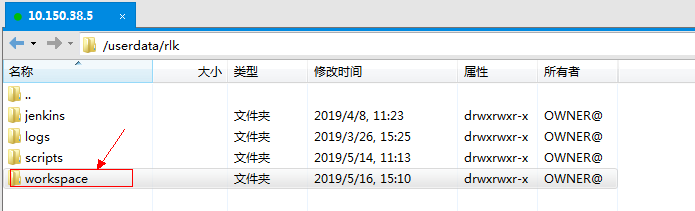 10.150.38.5
/userdata/rlk
名称 大小 类型 修改时间 属性 所有者
..
jenkins 文件夹 2019/4/8, 11:23 drwxrwxr-x OWNER@
logs 文件夹 2019/3/26, 15:25 drwxrwxr-x OWNER@
scripts 文件夹 2019/5/14, 11:13 drwxrwxr-x OWNER@
workspace 文件夹 2019/5/16, 15:10 drwxrwxr-x OWNER@